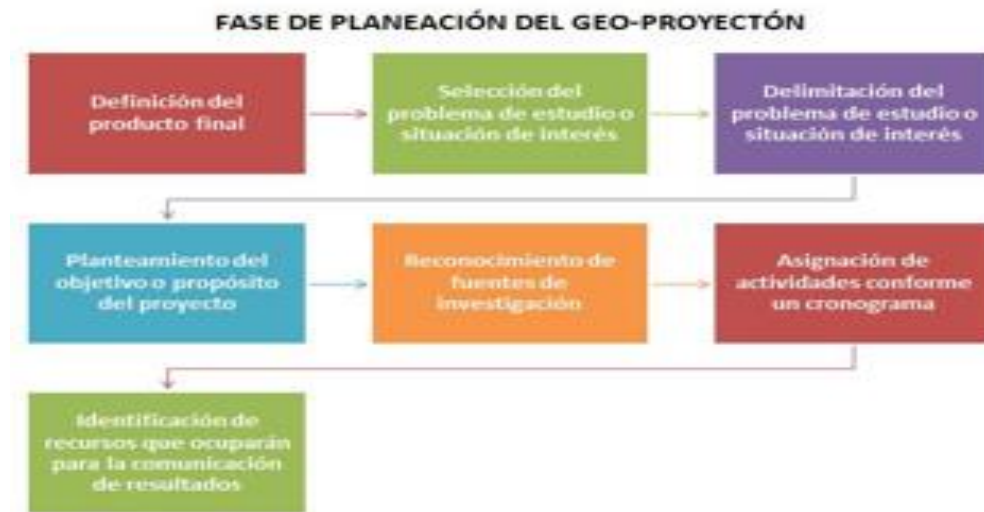 FASE DE PLANEACIÓN DEL GEO-PROYECTÓN
Definición del
producto final
Selección del
problema de estudio o
situación de interés
Delimitación del
problema de estudio o
situación de interés
Planteamiento del
objetivo o propósito
del proyecto
Reconocimiento de
fuentes de
investigación
Asignación de
actividades conforme
un cronograma
Identificación de
recursos que ocuparán
para la comunicación
de resultados